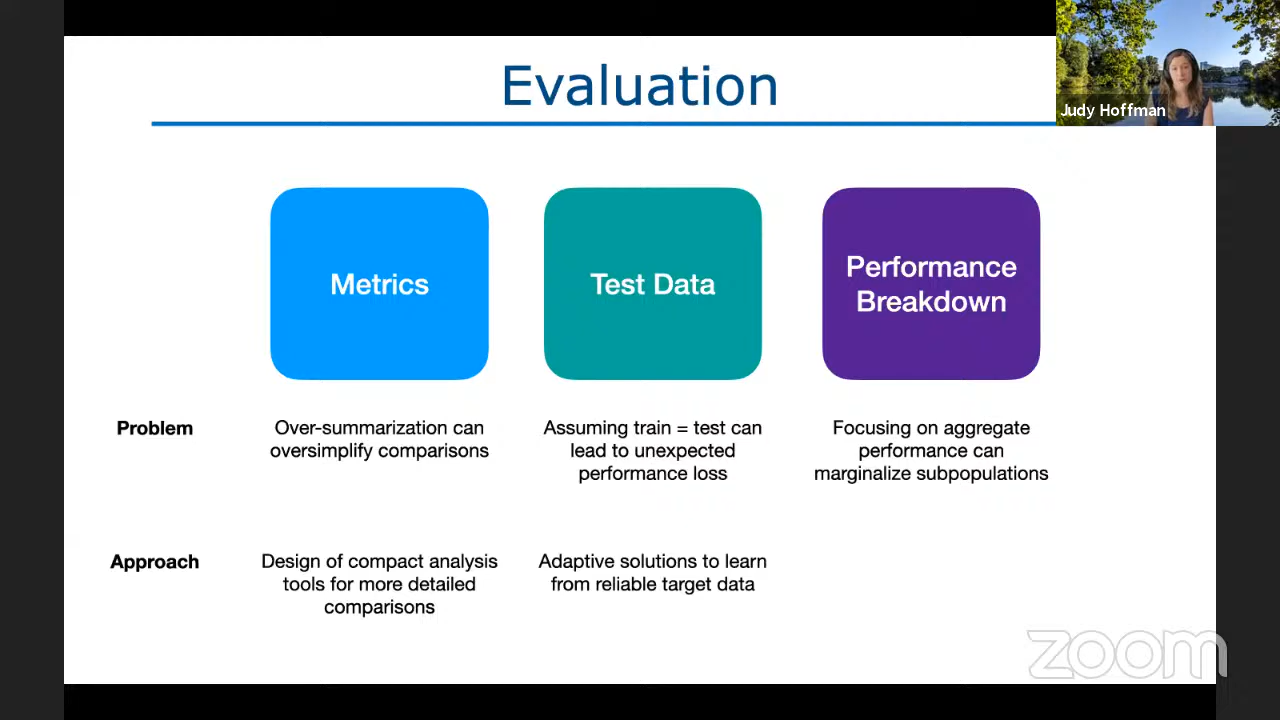 Evaluation
Judy Hoffman
Metrics
Test Data
Performance
Breakdown
Problem
Over-summarization can
oversimplify comparisons
Assuming train = test can
lead to unexpected
performance loss
Focusing on aggregate
performance can
marginalize subpopulations
Approach
Design of compact analysis
tools for more detailed
comparisons
Adaptive solutions to learn
from reliable target data
zoom